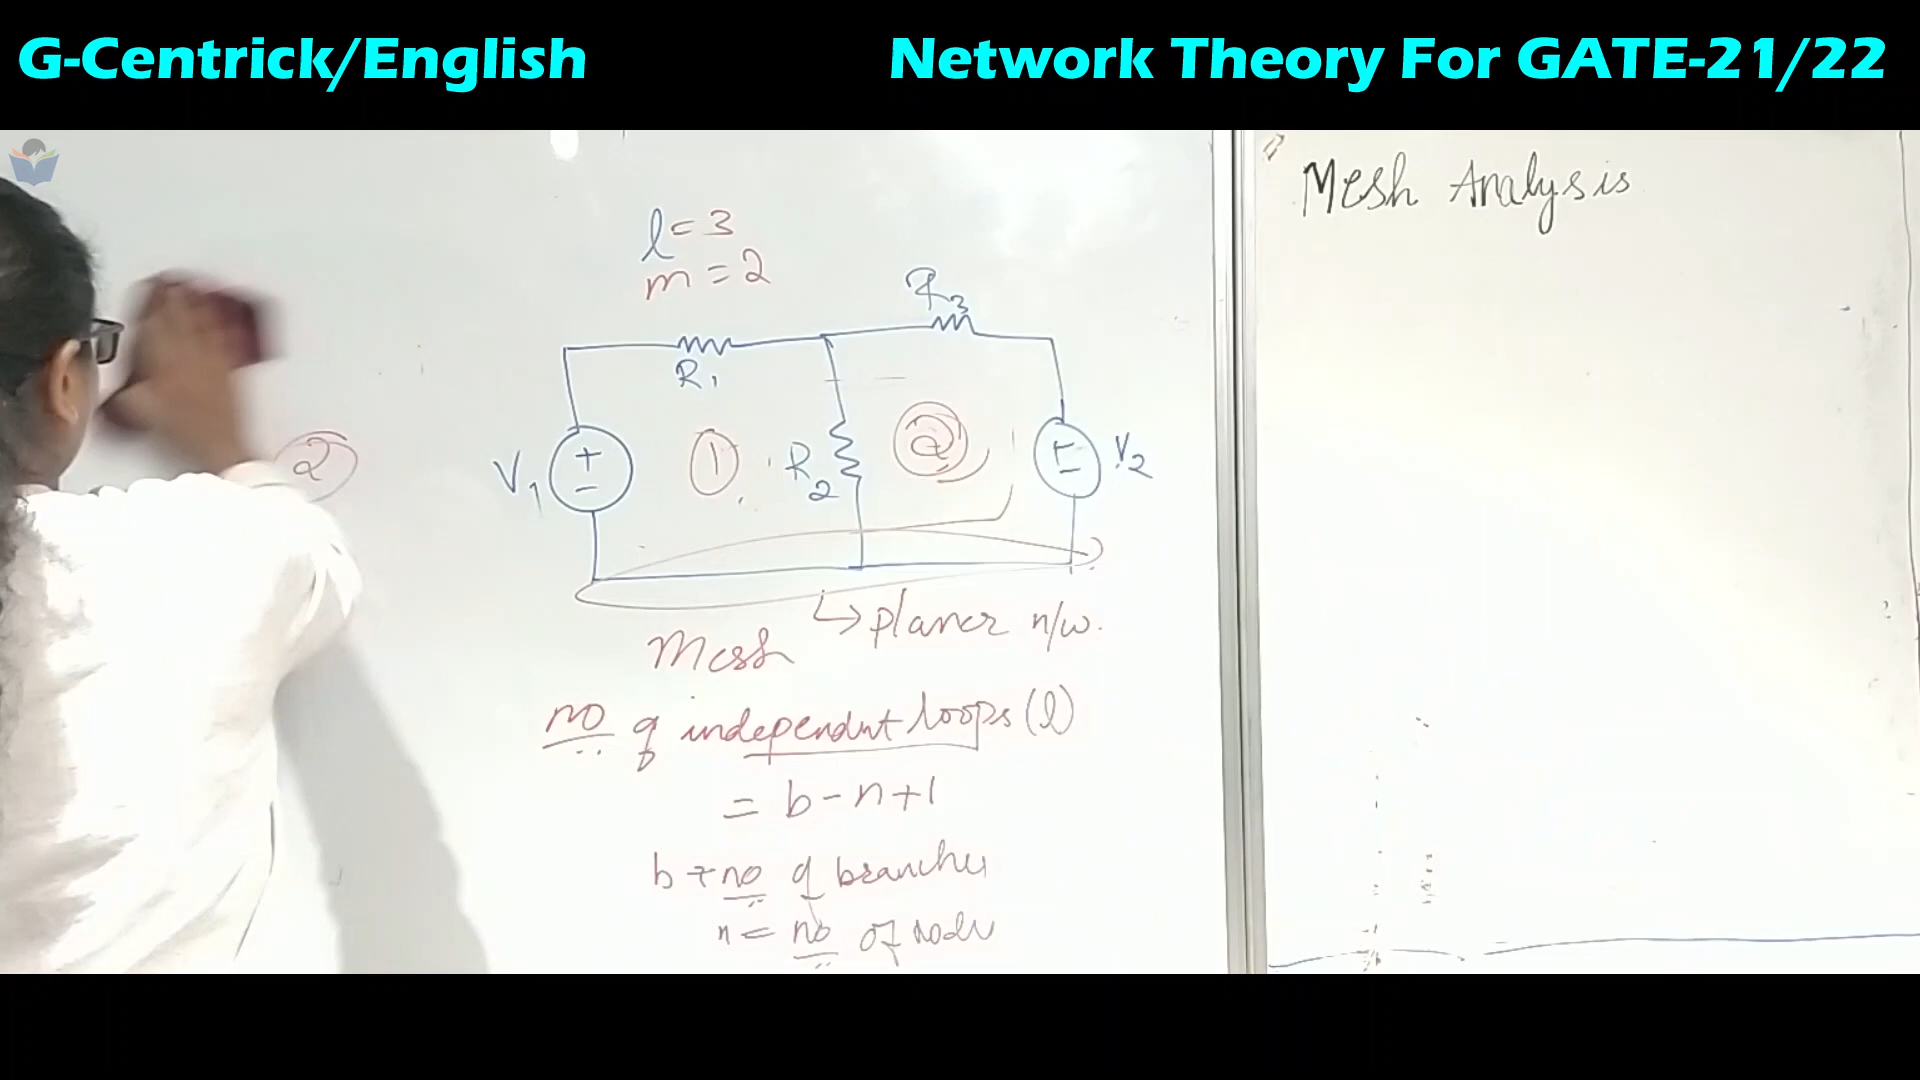 G-Centrick/English
Network Theory For GATE-21/22
Mesh Analysis
l = 3
m = 2
R3
R1
V1
+
-
1
R2
2
+
-
V2
2
↳ planer n/w.
Mesh
no of independent loops (l)
= b - n + 1
b → no of branches
n = no of node